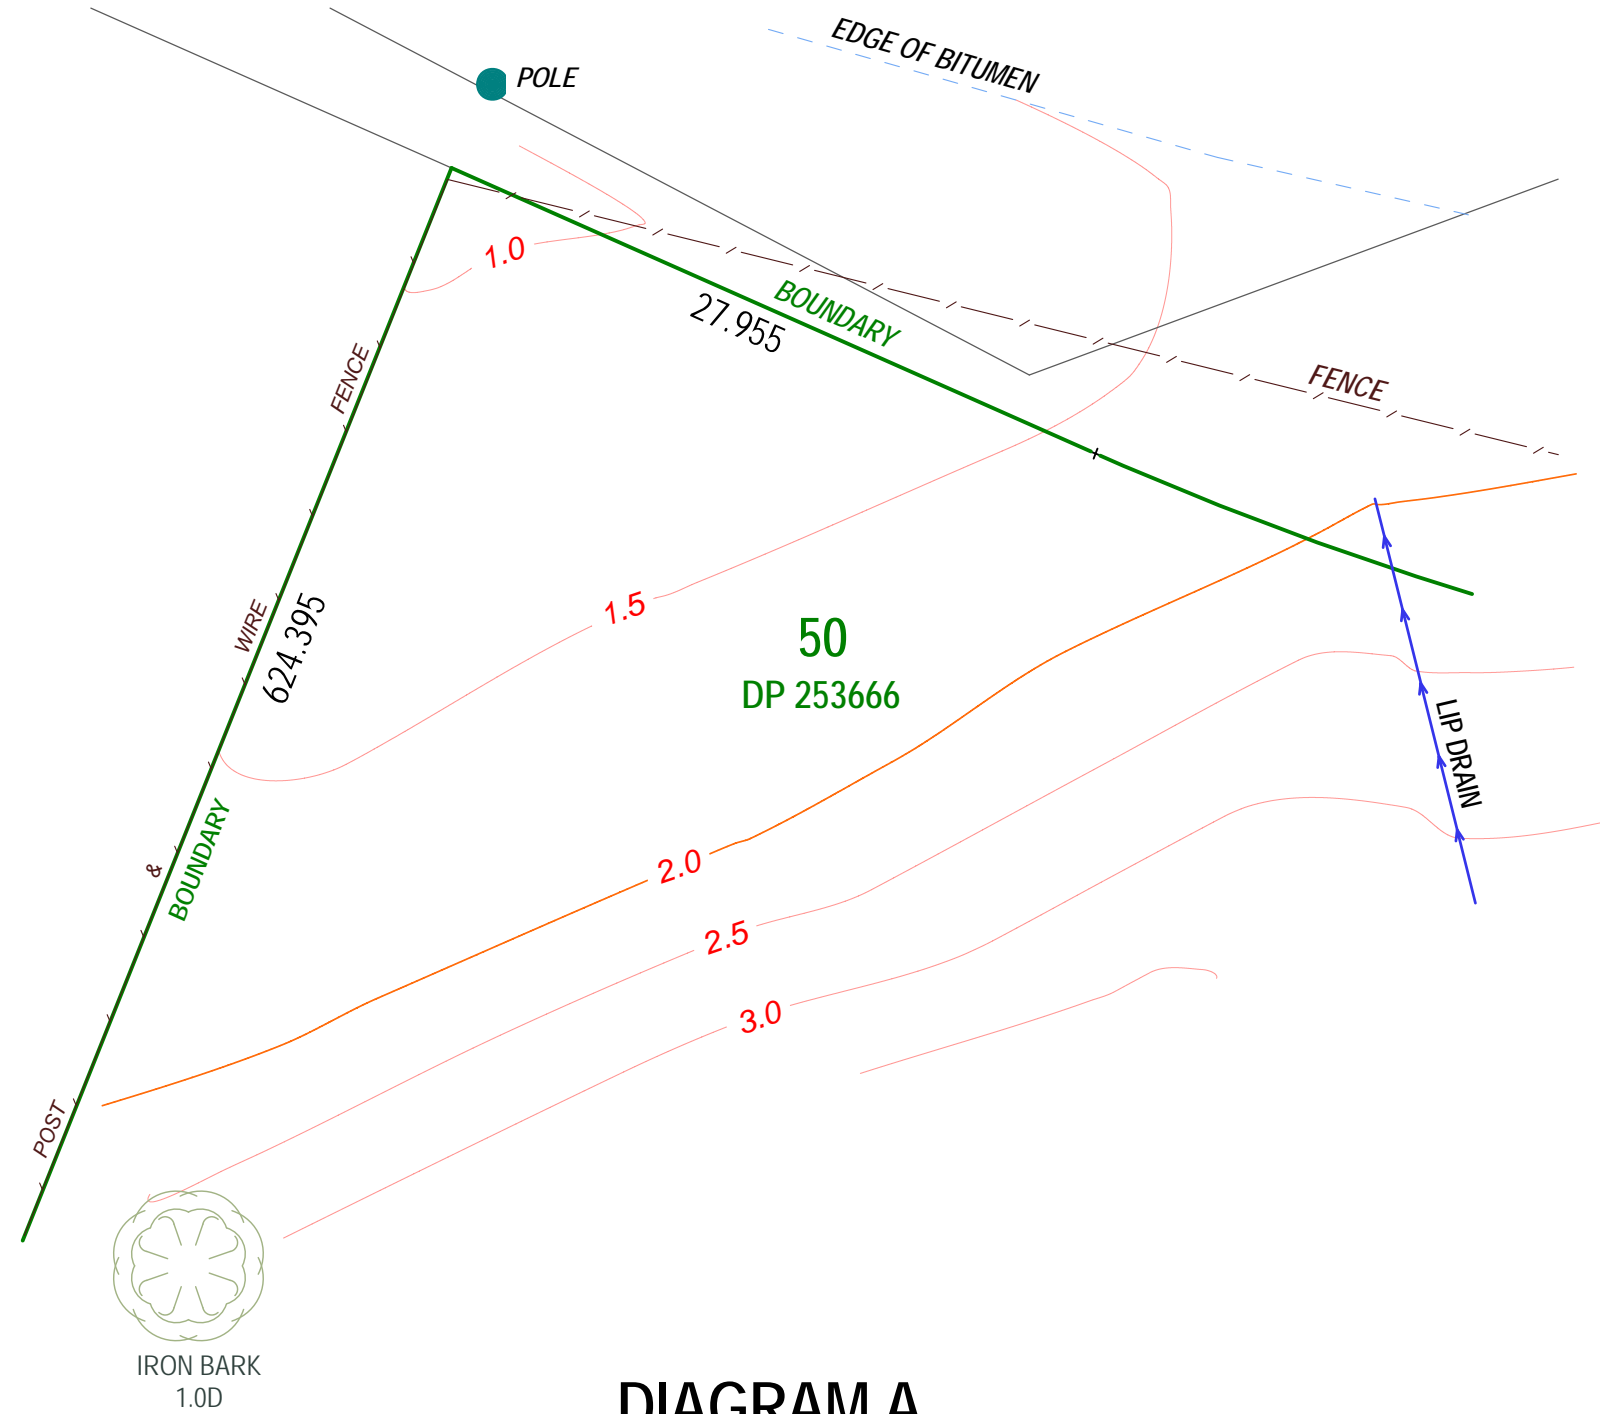 EDGE OF BITUMEN
POLE
1.0
BOUNDARY
27.955
FENCE
FENCE
1.5
WIRE
624.395
50
DP 253666
LIP DRAIN
&
BOUNDARY
2.0
2.5
3.0
POST
IRON BARK
1.0D
DIAGRAM A